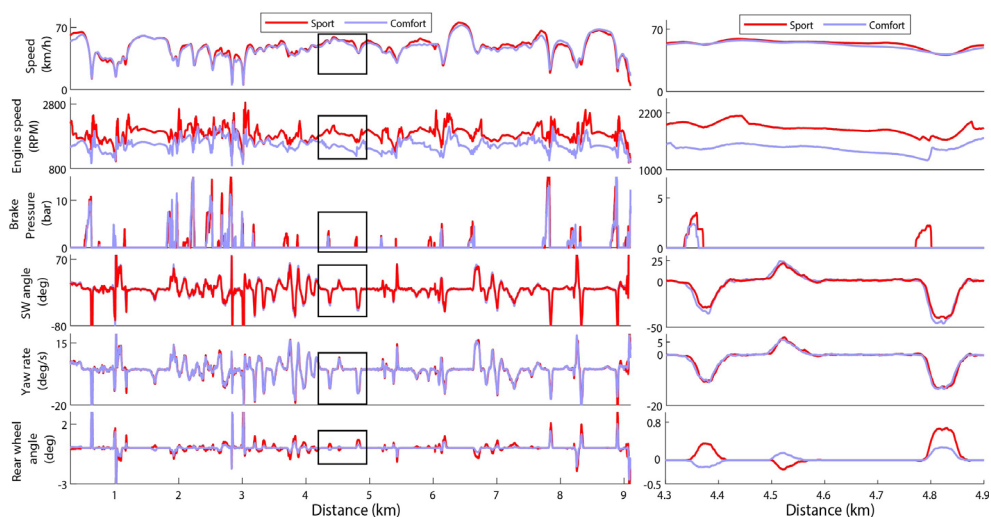 Sport Comfort
Sport Comfort
70
0
Speed
(km/h)
70
0
2800
800
Engine speed
(RPM)
2200
1000
10
0
Brake
Pressure
(bar)
5
0
70
-80
SW angle
(deg)
25
0
-50
15
-20
Yaw rate
(deg/s)
5
0
-20
2
-3
Rear wheel
angle
(deg)
0.8
0
-0.5
1 2 3 4 5 6 7 8 9
Distance (km)
4.3 4.4 4.5 4.6 4.7 4.8 4.9
Distance (km)